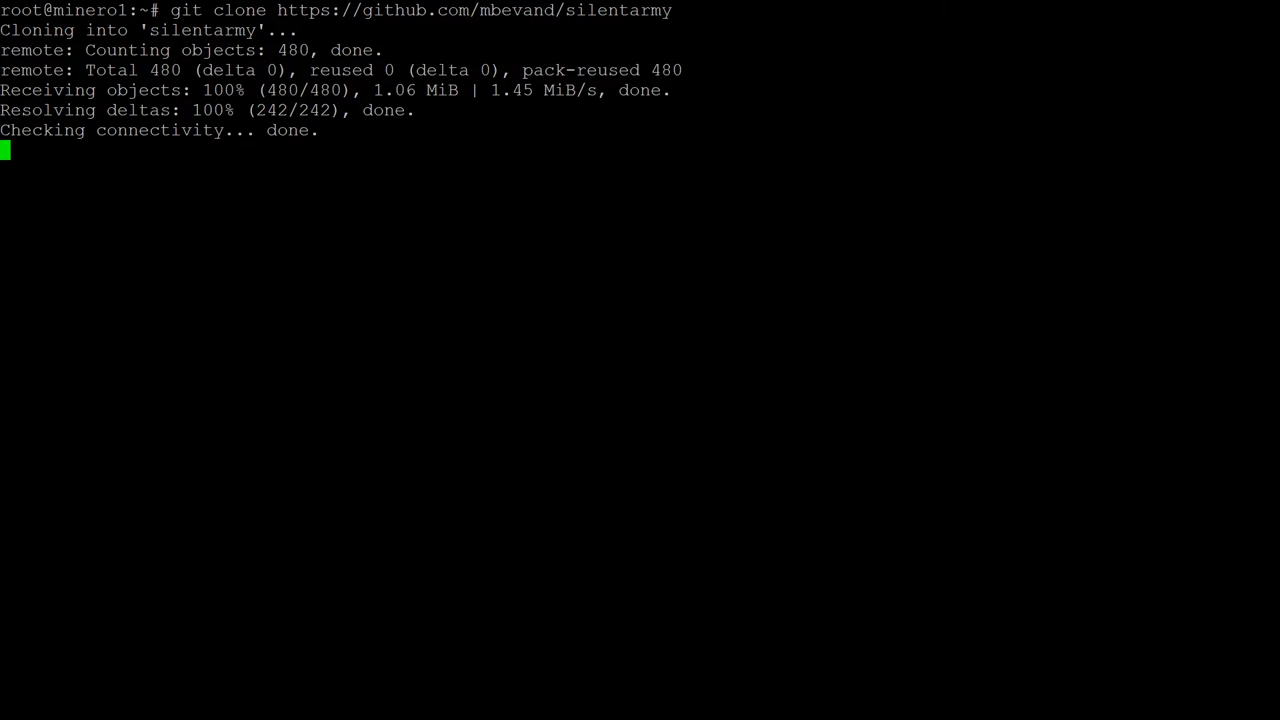 root@minero1:~# git clone https://github.com/mbevand/silentarmy
Cloning into 'silentarmy'...
remote: Counting objects: 480, done.
remote: Total 480 (delta 0), reused 0 (delta 0), pack-reused 480
Receiving objects: 100% (480/480), 1.06 MiB | 1.45 MiB/s, done.
Resolving deltas: 100% (242/242), done.
Checking connectivity... done.